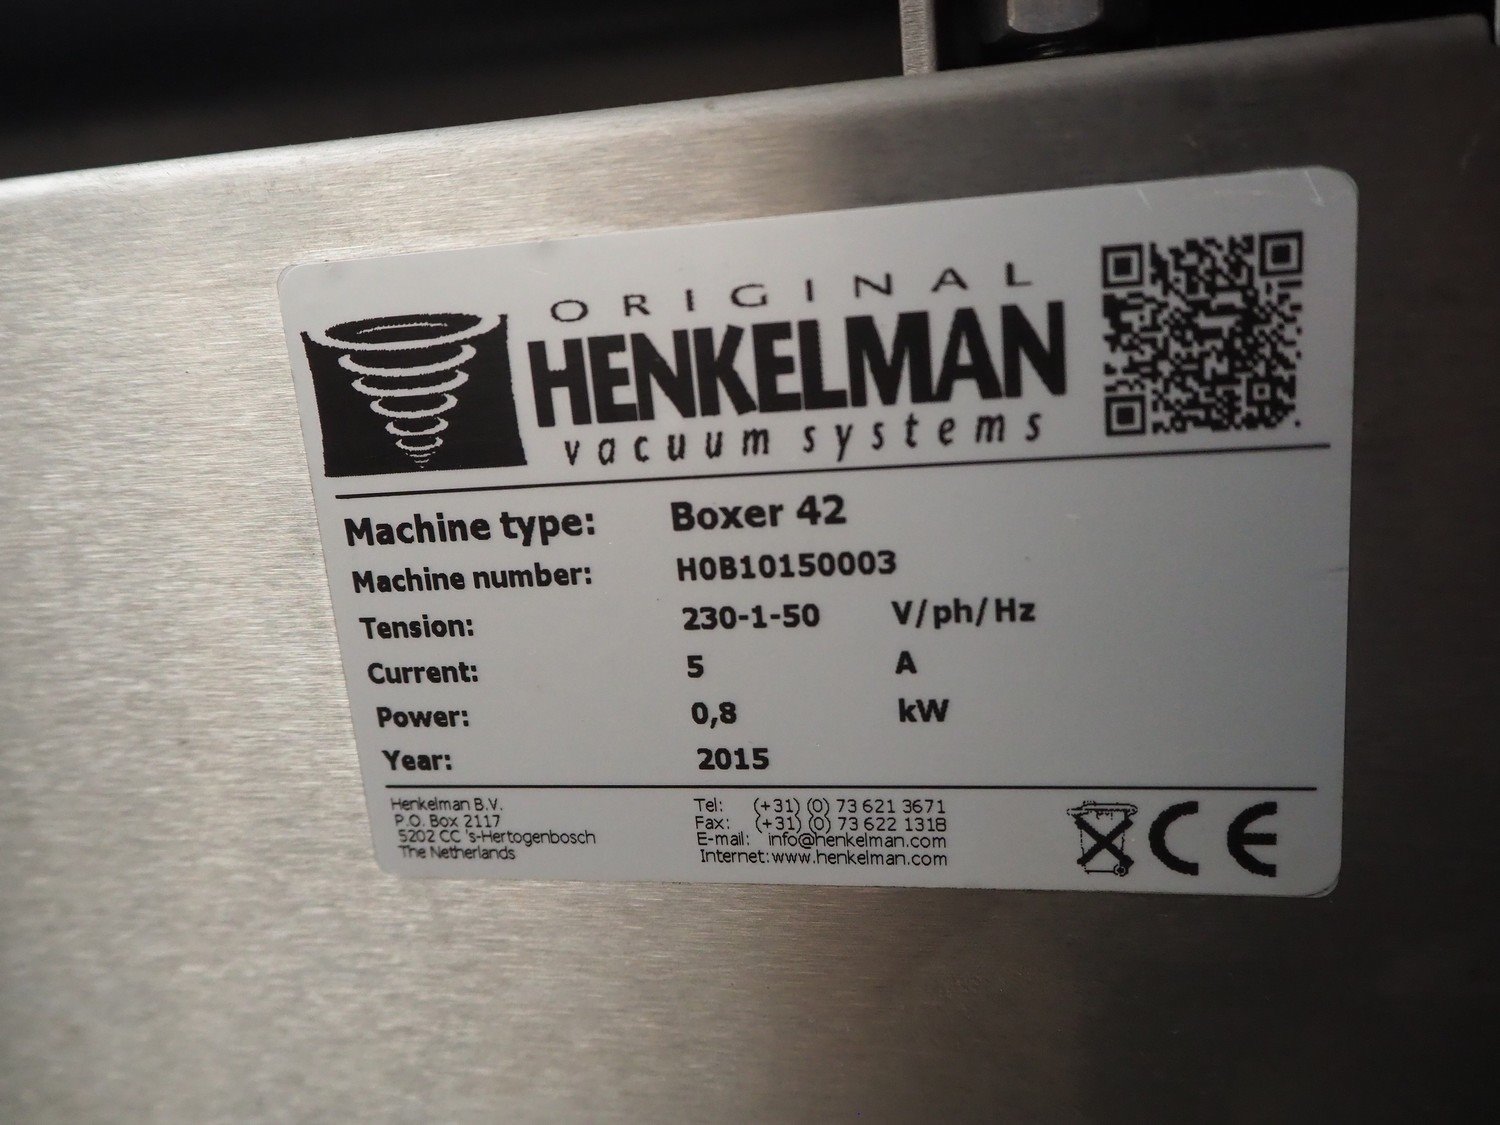 ORIGINAL
HENKELMAN
vacuum systems
Machine type: Boxer 42
Machine number: H0B10150003
Tension: 230-1-50 V/ph/Hz
Current: 5 A
Power: 0,8 kW
Year: 2015
Henkelman B.V. Tel: (+31) (0) 73 621 3671
P.O. Box 2117 Fax: (+31) (0) 73 622 1318
5202 CC 's-Hertogenbosch E-mail: info@henkelman.com
The Netherlands Internet: www.henkelman.com
CE